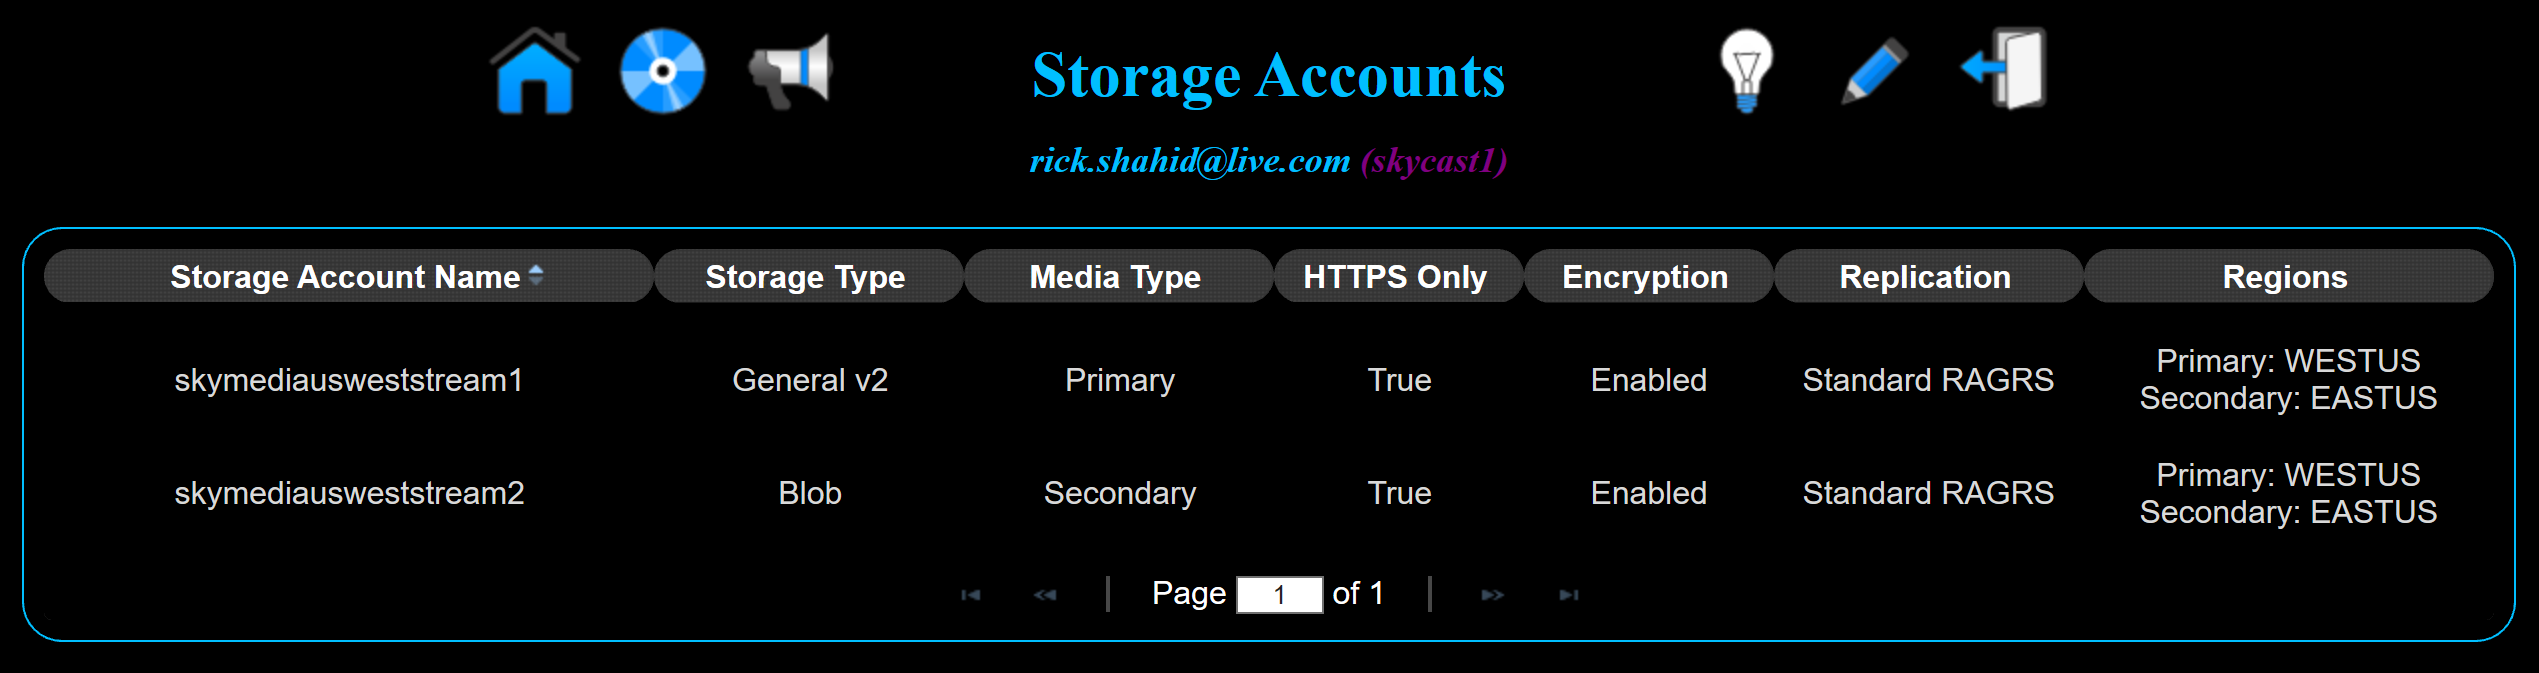 Storage Accounts
rick.shahid@live.com (skycast1)
Storage Account Name Storage Type Media Type HTTPS Only Encryption Replication Regions
skymediausweststream1 General v2 Primary True Enabled Standard RAGRS Primary: WESTUS
Secondary: EASTUS
skymediausweststream2 Blob Secondary True Enabled Standard RAGRS Primary: WESTUS
Secondary: EASTUS
Page 1 of 1